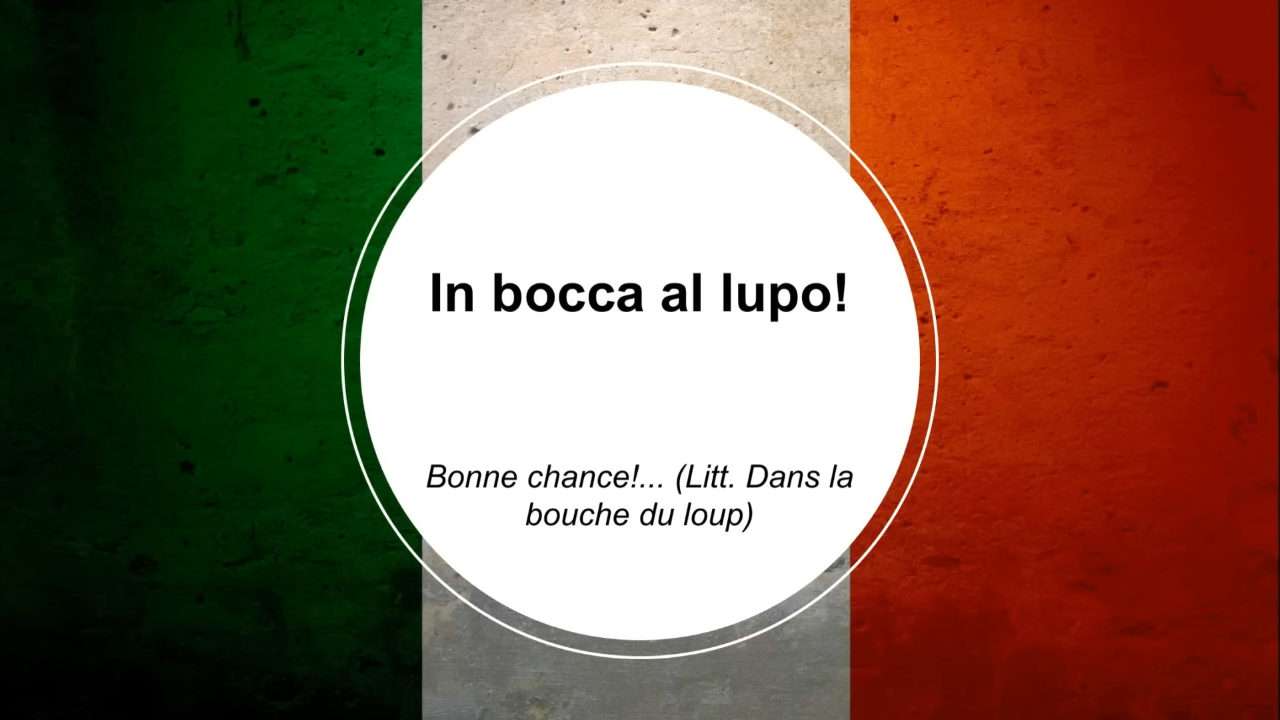 In bocca al lupo!
Bonne chance!... (Litt. Dans la
bouche du loup)